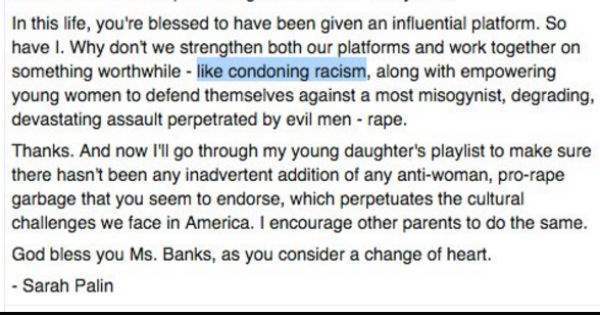 In this life, you're blessed to have been given an influential platform. So
have I. Why don't we strengthen both our platforms and work together on
something worthwhile - like condoning racism, along with empowering
young women to defend themselves against a most misogynist, degrading,
devastating assault perpetrated by evil men - rape.
Thanks. And now I'll go through my young daughter's playlist to make sure
there hasn't been any inadvertent addition of any anti-woman, pro-rape
garbage that you seem to endorse, which perpetuates the cultural
challenges we face in America. I encourage other parents to do the same.
God bless you Ms. Banks, as you consider a change of heart.
- Sarah Palin